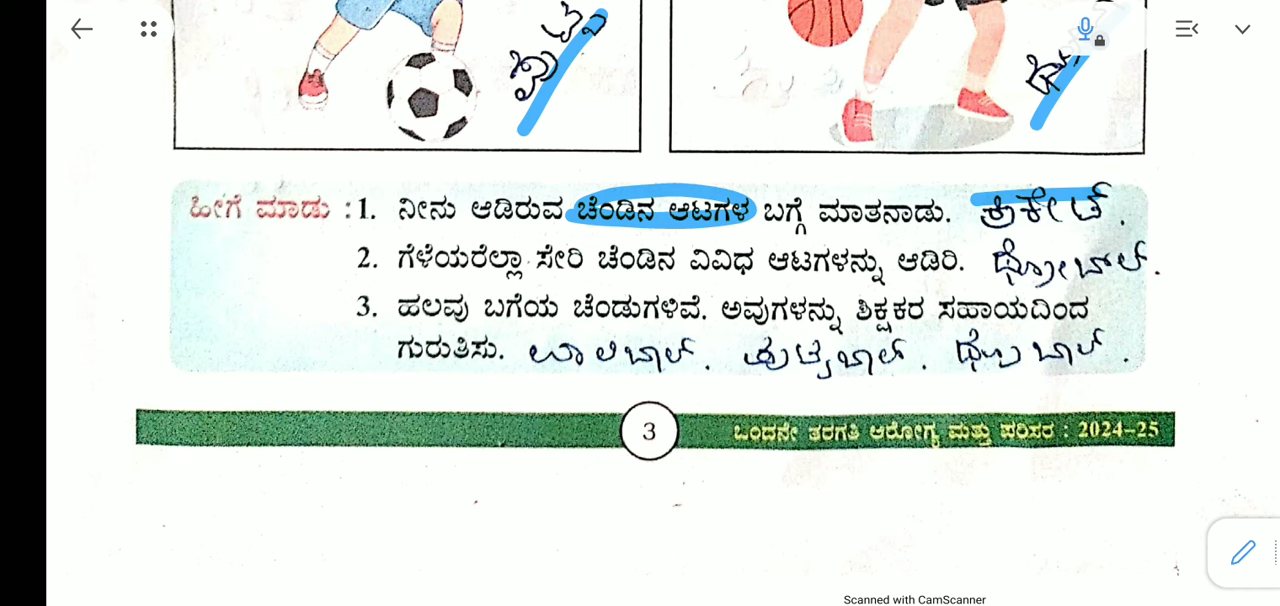 ಹೀಗೆ ಮಾಡು : 1. ನೀನು ಆಡಿರುವ ಚೆಂಡಿನ ಆಟಗಳ ಬಗ್ಗೆ ಮಾತನಾಡು. ಕ್ರಿಕೇಟ್.
2. ಗೆಳೆಯರೆಲ್ಲಾ ಸೇರಿ ಚೆಂಡಿನ ವಿವಿಧ ಆಟಗಳನ್ನು ಆಡಿರಿ. ಥ್ರೋಬಾಲ್.
3. ಹಲವು ಬಗೆಯ ಚೆಂಡುಗಳಿವೆ. ಅವುಗಳನ್ನು ಶಿಕ್ಷಕರ ಸಹಾಯದಿಂದ
ಗುರುತಿಸು. ವಾಲಿಬಾಲ್.
3 ಒಂದನೇ ತರಗತಿ ಆರೋಗ್ಯ ಮತ್ತು ಪರಿಸರ : 2024-25
Scanned with CamScanner